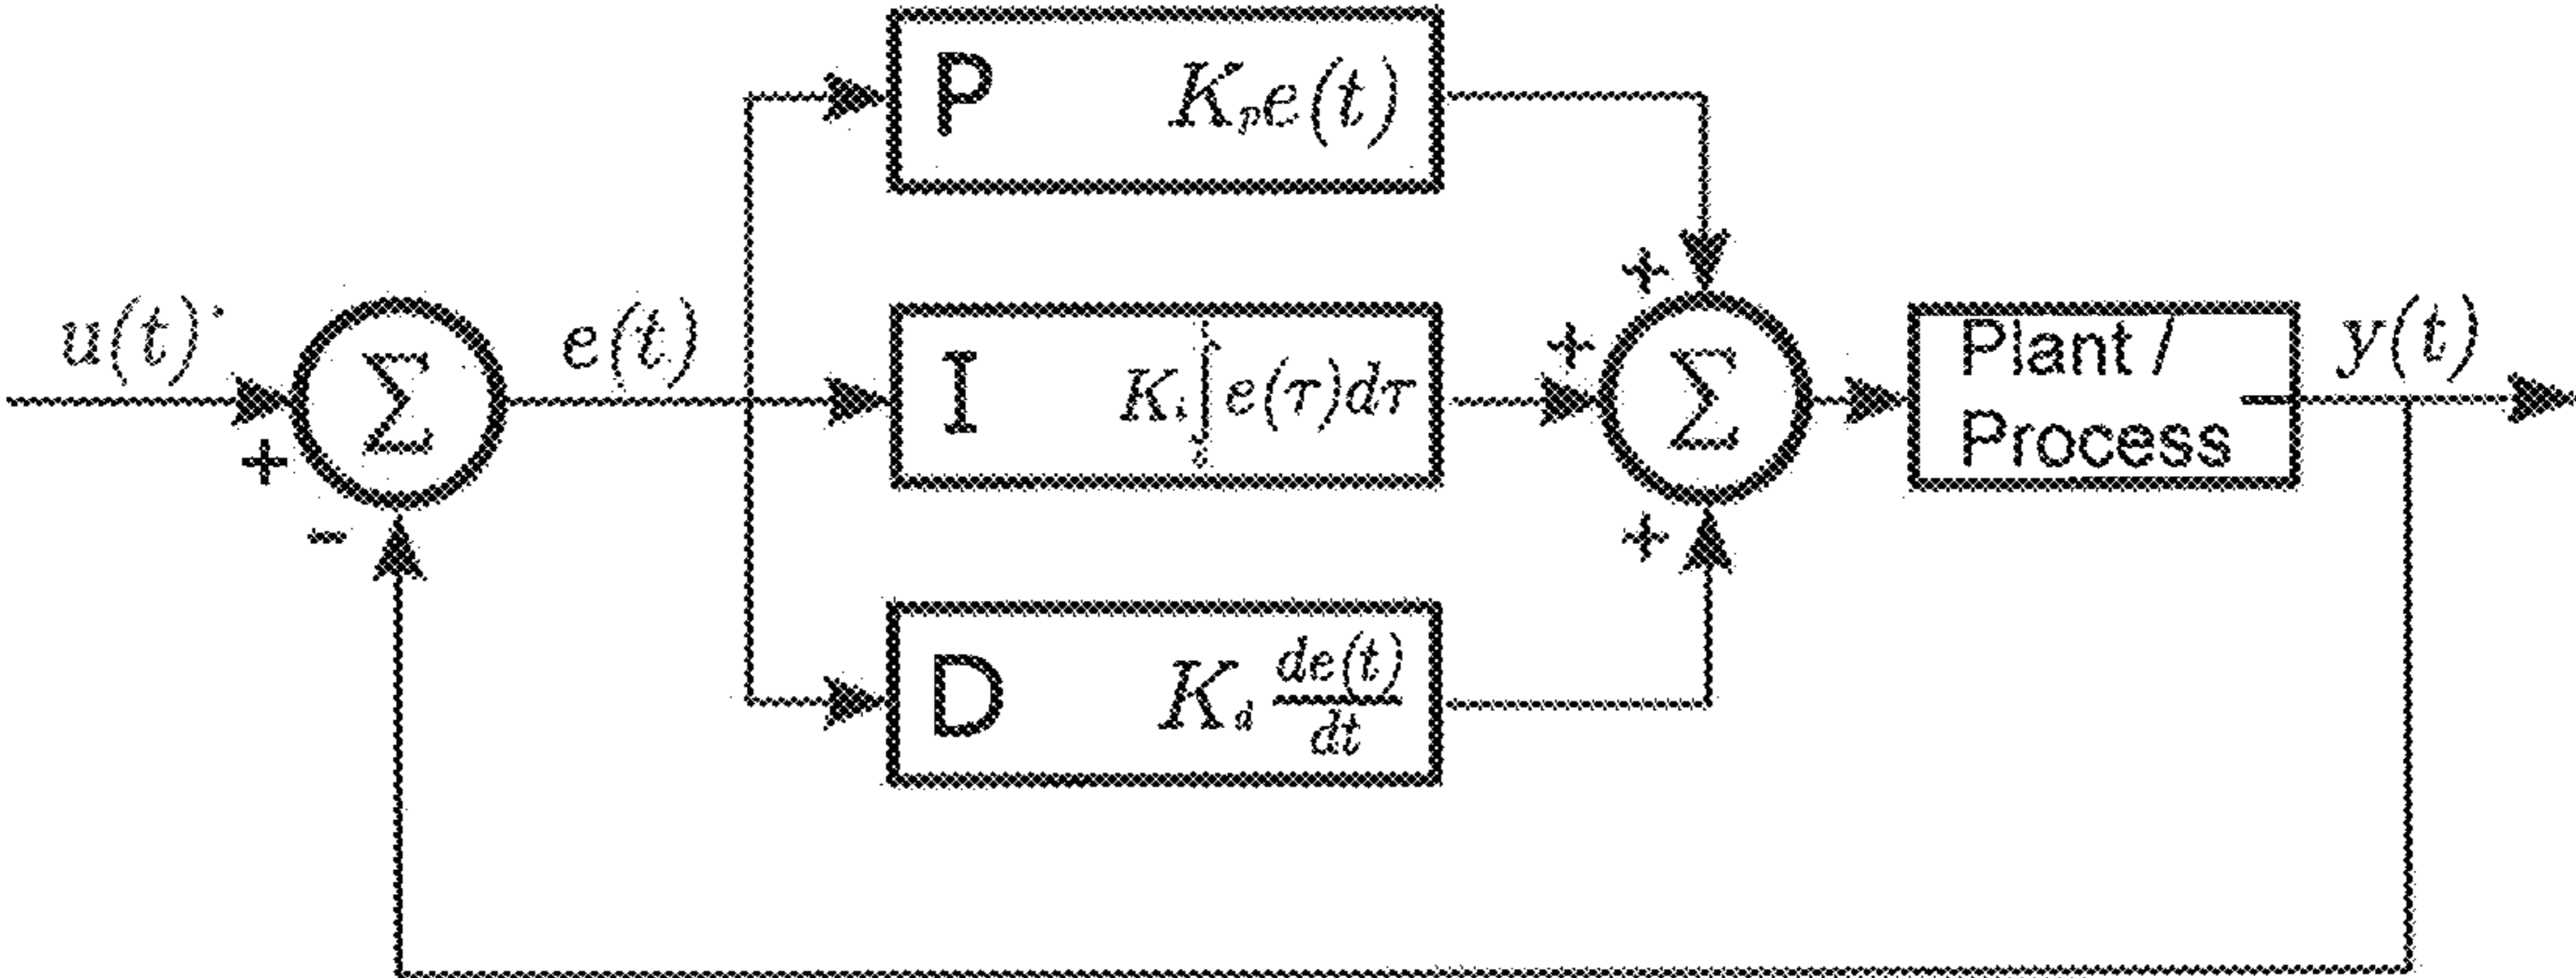 P K_p e(t)
u(t)
+
-
Σ
e(t)
I K_i ∫ e(τ)dτ
D K_d de(t)/dt
+
+
+
Σ
Plant /
Process
y(t)